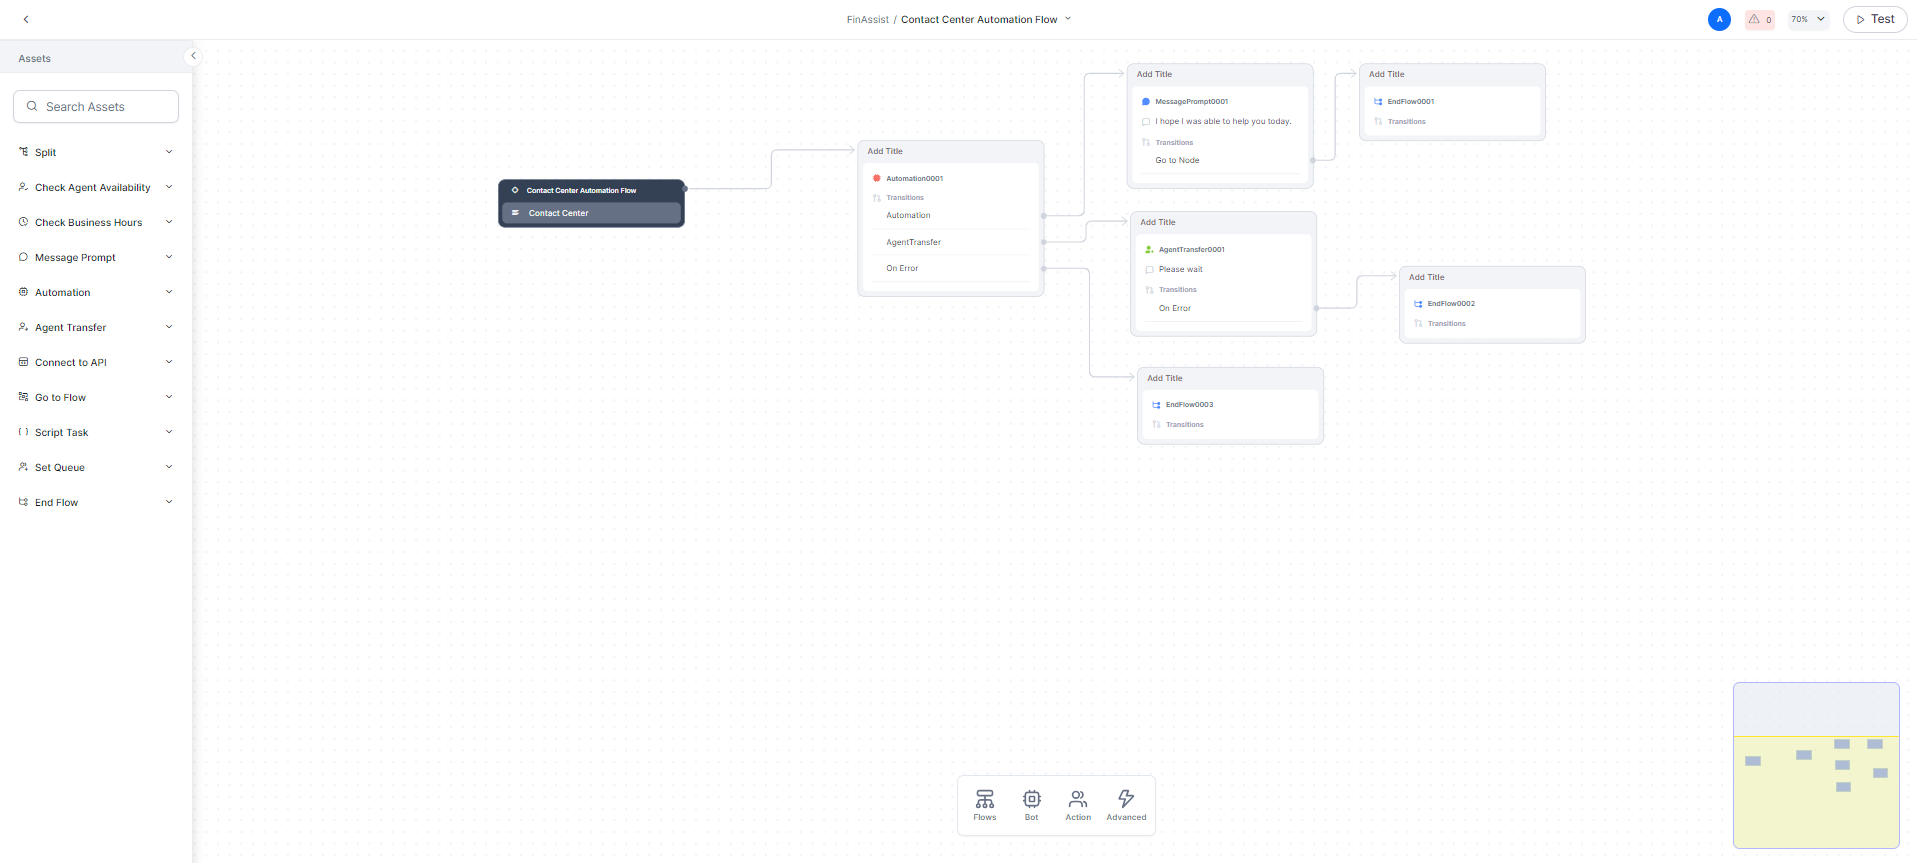 FinAssist / Contact Center Automation Flow
A
0
70%
Test
Assets
Search Assets
Split
Check Agent Availability
Check Business Hours
Message Prompt
Automation
Agent Transfer
Connect to API
Go to Flow
Script Task
Set Queue
End Flow
Contact Center Automation Flow
Contact Center
Add Title
Automation0001
Transitions
Automation
AgentTransfer
On Error
Add Title
MessagePrompt0001
I hope I was able to help you today.
Transitions
Go to Node
Add Title
EndFlow0001
Transitions
Add Title
AgentTransfer0001
Please wait
Transitions
On Error
Add Title
EndFlow0002
Transitions
Add Title
EndFlow0003
Transitions
Flows
Bot
Action
Advanced